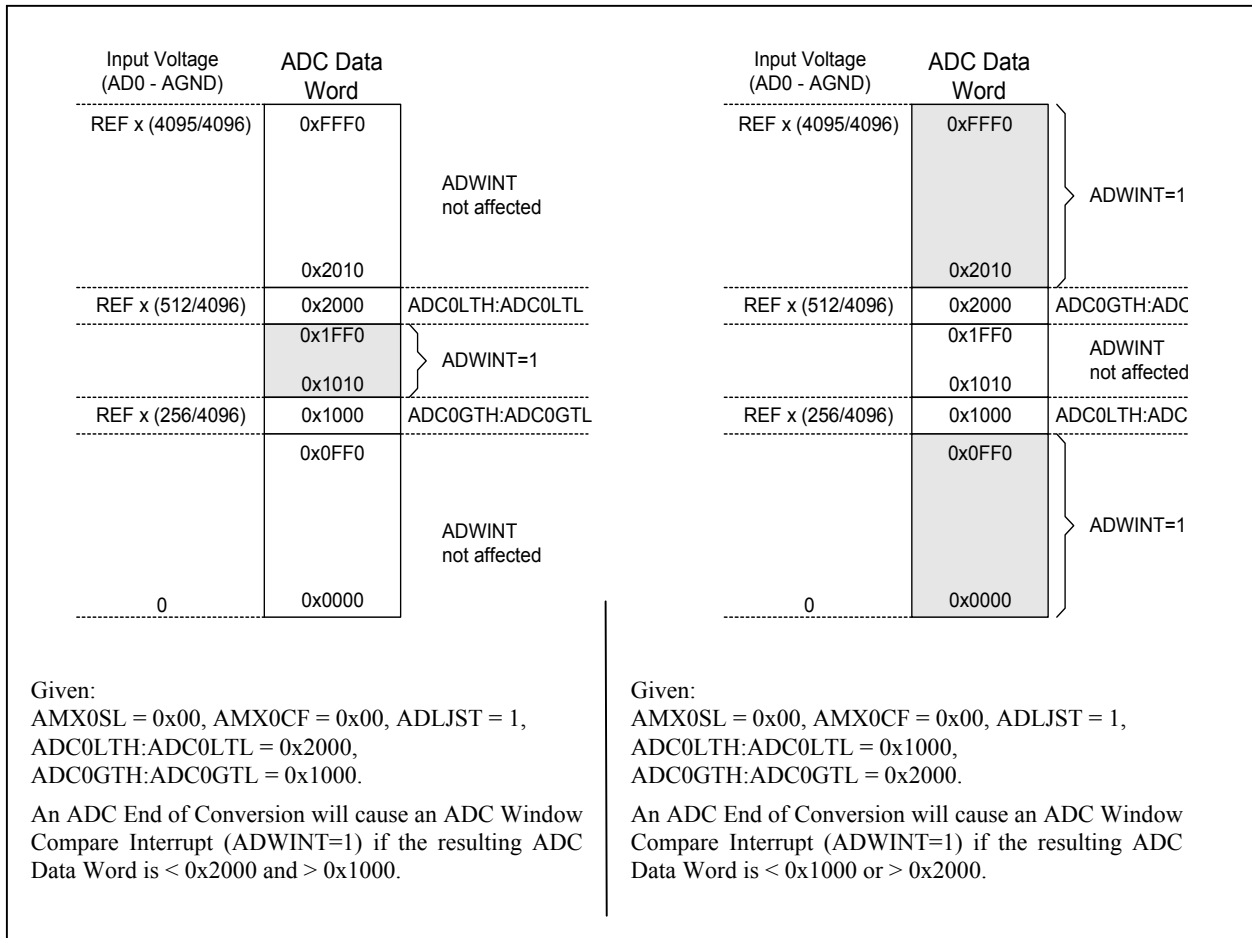 Input Voltage
(AD0 - AGND)
ADC Data
Word
REF x (4095/4096)
0xFFF0
ADWINT
not affected
0x2010
REF x (512/4096)
0x2000
ADC0LTH:ADC0LTL
0x1FF0
ADWINT=1
0x1010
REF x (256/4096)
0x1000
ADC0GTH:ADC0GTL
0x0FF0
ADWINT
not affected
0
0x0000
Given:
AMX0SL = 0x00, AMX0CF = 0x00, ADLJST = 1,
ADC0LTH:ADC0LTL = 0x2000,
ADC0GTH:ADC0GTL = 0x1000.
An ADC End of Conversion will cause an ADC Window
Compare Interrupt (ADWINT=1) if the resulting ADC
Data Word is < 0x2000 and > 0x1000.
Input Voltage
(AD0 - AGND)
ADC Data
Word
REF x (4095/4096)
0xFFF0
ADWINT=1
0x2010
REF x (512/4096)
0x2000
ADC0GTH:ADC
0x1FF0
ADWINT
not affected
0x1010
REF x (256/4096)
0x1000
ADC0LTH:ADC
0x0FF0
ADWINT=1
0
0x0000
Given:
AMX0SL = 0x00, AMX0CF = 0x00, ADLJST = 1,
ADC0LTH:ADC0LTL = 0x1000,
ADC0GTH:ADC0GTL = 0x2000.
An ADC End of Conversion will cause an ADC Window
Compare Interrupt (ADWINT=1) if the resulting ADC
Data Word is < 0x1000 or > 0x2000.